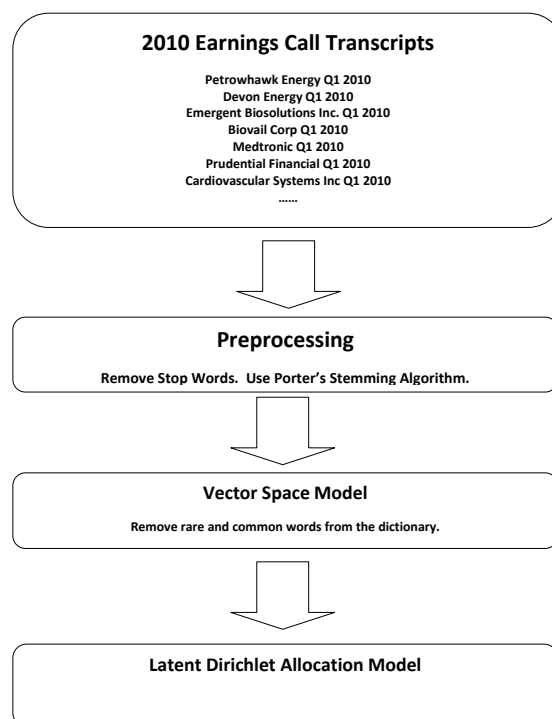 2010 Earnings Call Transcripts
Petrowhawk Energy Q1 2010
Devon Energy Q1 2010
Emergent Biosolutions Inc. Q1 2010
Biovail Corp Q1 2010
Medtronic Q1 2010
Prudential Financial Q1 2010
Cardiovascular Systems Inc Q1 2010
......
Preprocessing
Remove Stop Words. Use Porter's Stemming Algorithm.
Vector Space Model
Remove rare and common words from the dictionary.
Latent Dirichlet Allocation Model